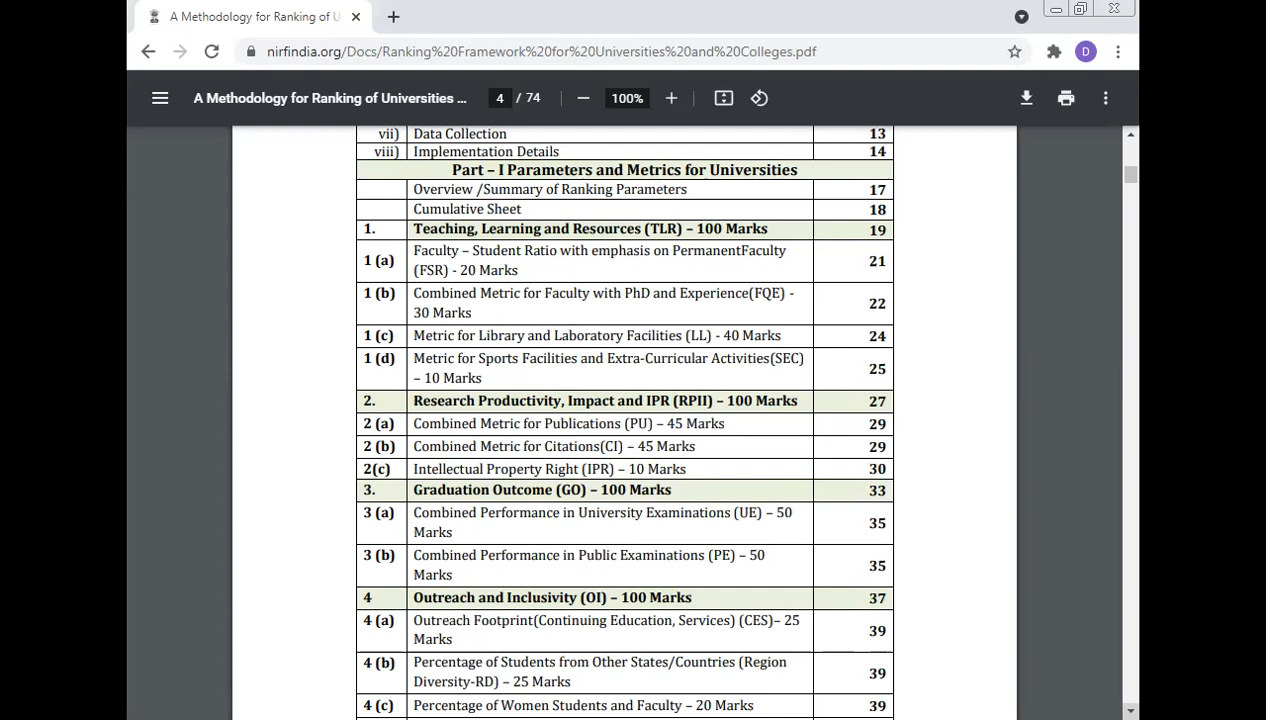 A Methodology for Ranking of U
nirfindia.org/Docs/Ranking%20Framework%20for%20Universities%20and%20Colleges.pdf
D
A Methodology for Ranking of Universities ... 4 / 74 100%
vii) Data Collection 13
viii) Implementation Details 14
Part – I Parameters and Metrics for Universities
Overview /Summary of Ranking Parameters 17
Cumulative Sheet 18
1. Teaching, Learning and Resources (TLR) – 100 Marks 19
1 (a) Faculty – Student Ratio with emphasis on PermanentFaculty
(FSR) - 20 Marks 21
1 (b) Combined Metric for Faculty with PhD and Experience(FQE) -
30 Marks 22
1 (c) Metric for Library and Laboratory Facilities (LL) - 40 Marks 24
1 (d) Metric for Sports Facilities and Extra-Curricular Activities(SEC)
– 10 Marks 25
2. Research Productivity, Impact and IPR (RPII) – 100 Marks 27
2 (a) Combined Metric for Publications (PU) – 45 Marks 29
2 (b) Combined Metric for Citations(CI) – 45 Marks 29
2(c) Intellectual Property Right (IPR) – 10 Marks 30
3. Graduation Outcome (GO) – 100 Marks 33
3 (a) Combined Performance in University Examinations (UE) – 50
Marks 35
3 (b) Combined Performance in Public Examinations (PE) – 50
Marks 35
4 Outreach and Inclusivity (OI) – 100 Marks 37
4 (a) Outreach Footprint(Continuing Education, Services) (CES)– 25
Marks 39
4 (b) Percentage of Students from Other States/Countries (Region
Diversity-RD) – 25 Marks 39
4 (c) Percentage of Women Students and Faculty – 20 Marks 39